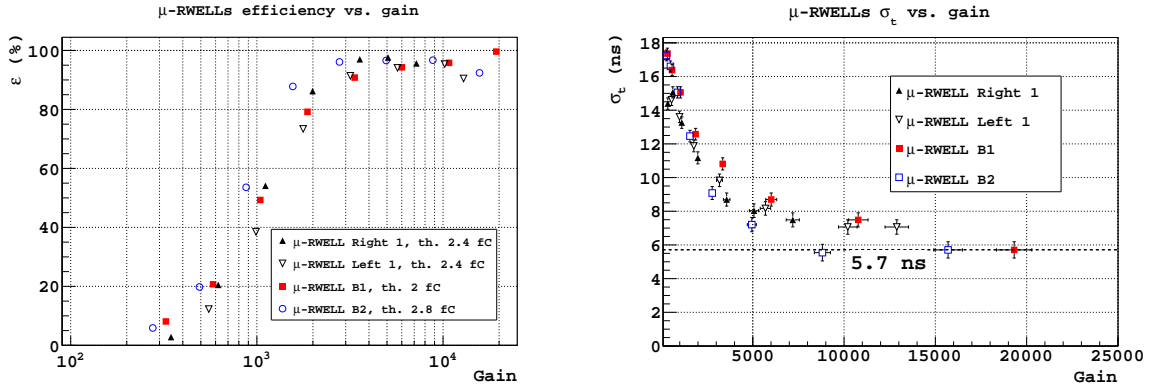 μ-RWELLs efficiency vs. gain
ε (%)
100
80
60
40
20
0
μ-RWELL Right 1, th. 2.4 fC
μ-RWELL Left 1, th. 2.4 fC
μ-RWELL B1, th. 2 fC
μ-RWELL B2, th. 2.8 fC
10² 10³ 10⁴
Gain
μ-RWELLs σt vs. gain
σt (ns)
18
16
14
12
10
8
6
4
2
0
μ-RWELL Right 1
μ-RWELL Left 1
μ-RWELL B1
μ-RWELL B2
5.7 ns
5000 10000 15000 20000 25000
Gain